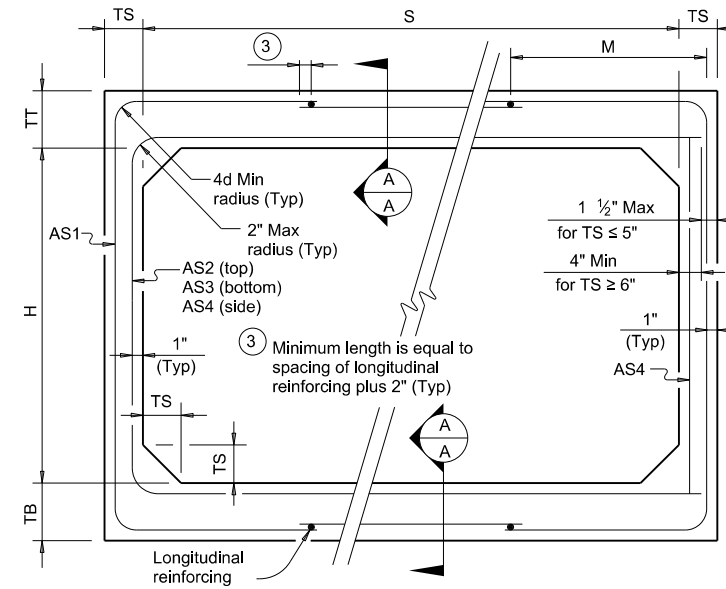 TS
S
TS
3
M
TT
4d Min
radius (Typ)
A
A
2" Max
radius (Typ)
1 ½" Max
for TS ≤ 5"
AS1
AS2 (top)
AS3 (bottom)
AS4 (side)
4" Min
for TS ≥ 6"
H
1"
(Typ)
3
Minimum length is equal to
spacing of longitudinal
reinforcing plus 2" (Typ)
1"
(Typ)
AS4
TS
A
A
TS
TB
Longitudinal
reinforcing